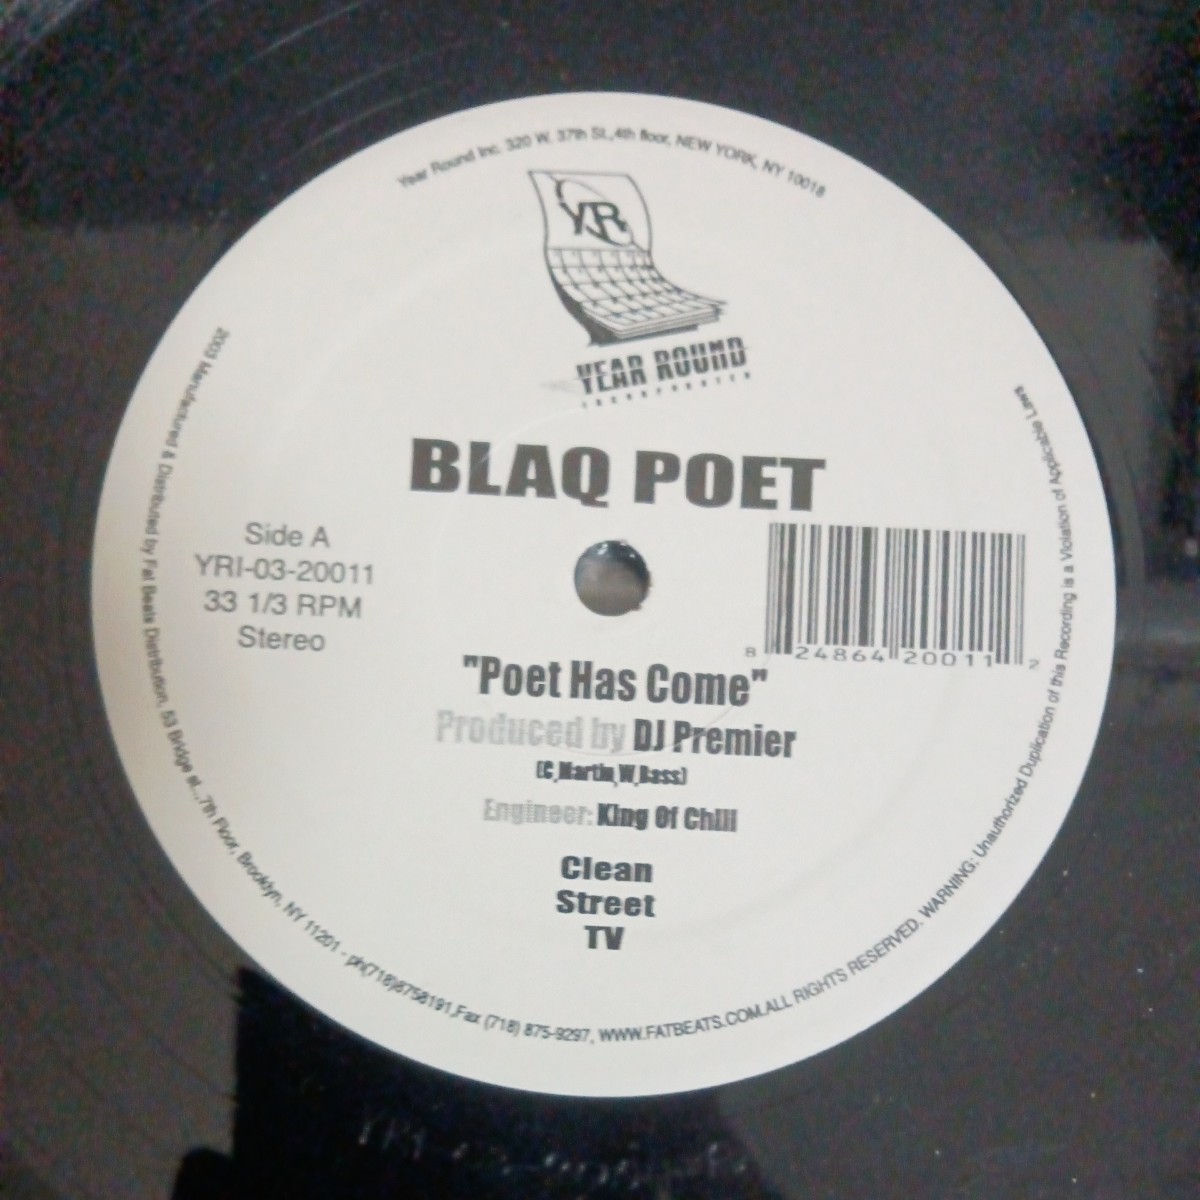 Year Round Inc. 320 W. 37th St.,4th floor, NEW YORK, NY 10018
YR
YEAR ROUND
INCORPORATED
BLAQ POET
Side A
YRI-03-20011
33 1/3 RPM
Stereo
8 24864 20011 2
"Poet Has Come"
Produced by DJ Premier
(C,Martin,W,Bass)
Engineer: King Of Chill
Clean
Street
TV
2003 Manufactured & Distributed by Fat Beats Distribution, 53 Bridge st..,7th Floor, Brooklyn, NY 11201 - ph(718)8758191,Fax (718) 875-9297, WWW.FATBEATS.COM.ALL RIGHTS RESERVED. WARNING: Unauthorized Duplication of this Recording is a Violation of Applicable Laws